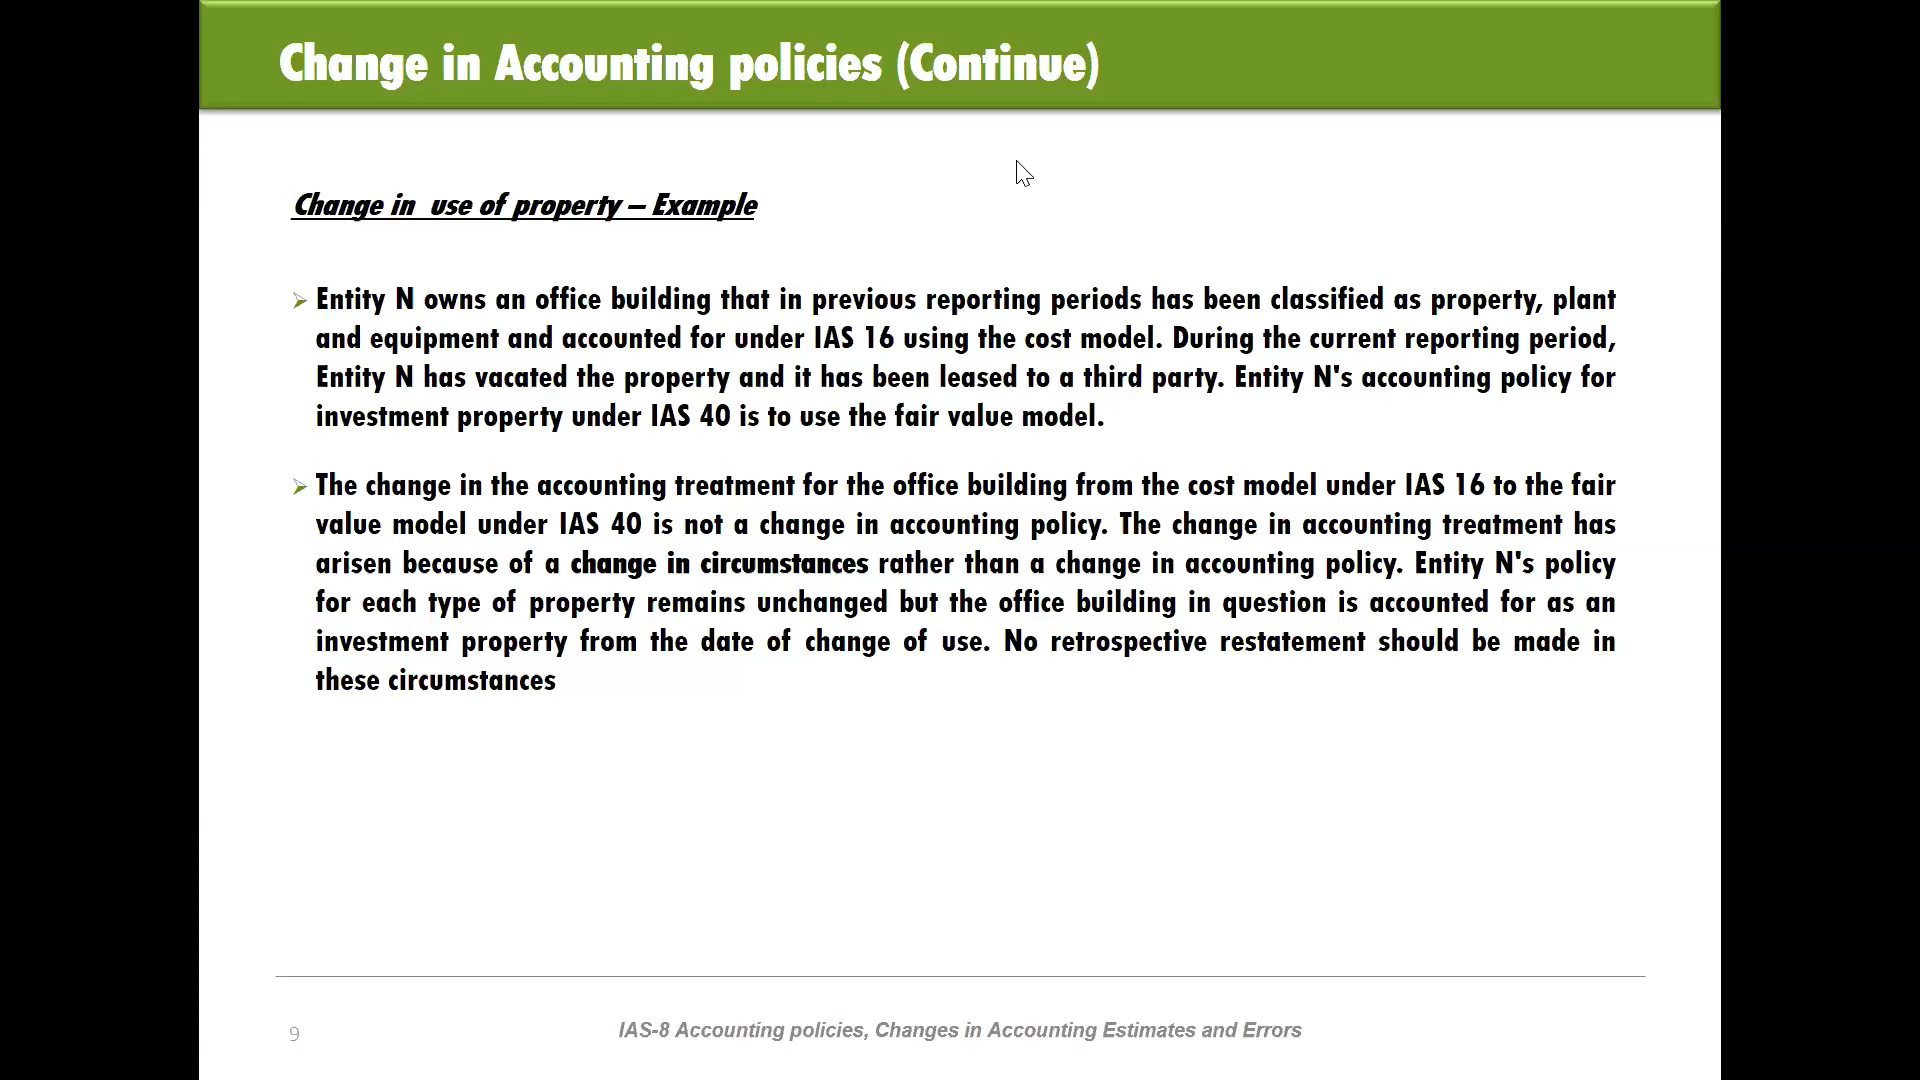 Change in Accounting policies (Continue)
Change in use of property – Example
Entity N owns an office building that in previous reporting periods has been classified as property, plant
and equipment and accounted for under IAS 16 using the cost model. During the current reporting period,
Entity N has vacated the property and it has been leased to a third party. Entity N's accounting policy for
investment property under IAS 40 is to use the fair value model.
The change in the accounting treatment for the office building from the cost model under IAS 16 to the fair
value model under IAS 40 is not a change in accounting policy. The change in accounting treatment has
arisen because of a change in circumstances rather than a change in accounting policy. Entity N's policy
for each type of property remains unchanged but the office building in question is accounted for as an
investment property from the date of change of use. No retrospective restatement should be made in
these circumstances
9
IAS-8 Accounting policies, Changes in Accounting Estimates and Errors